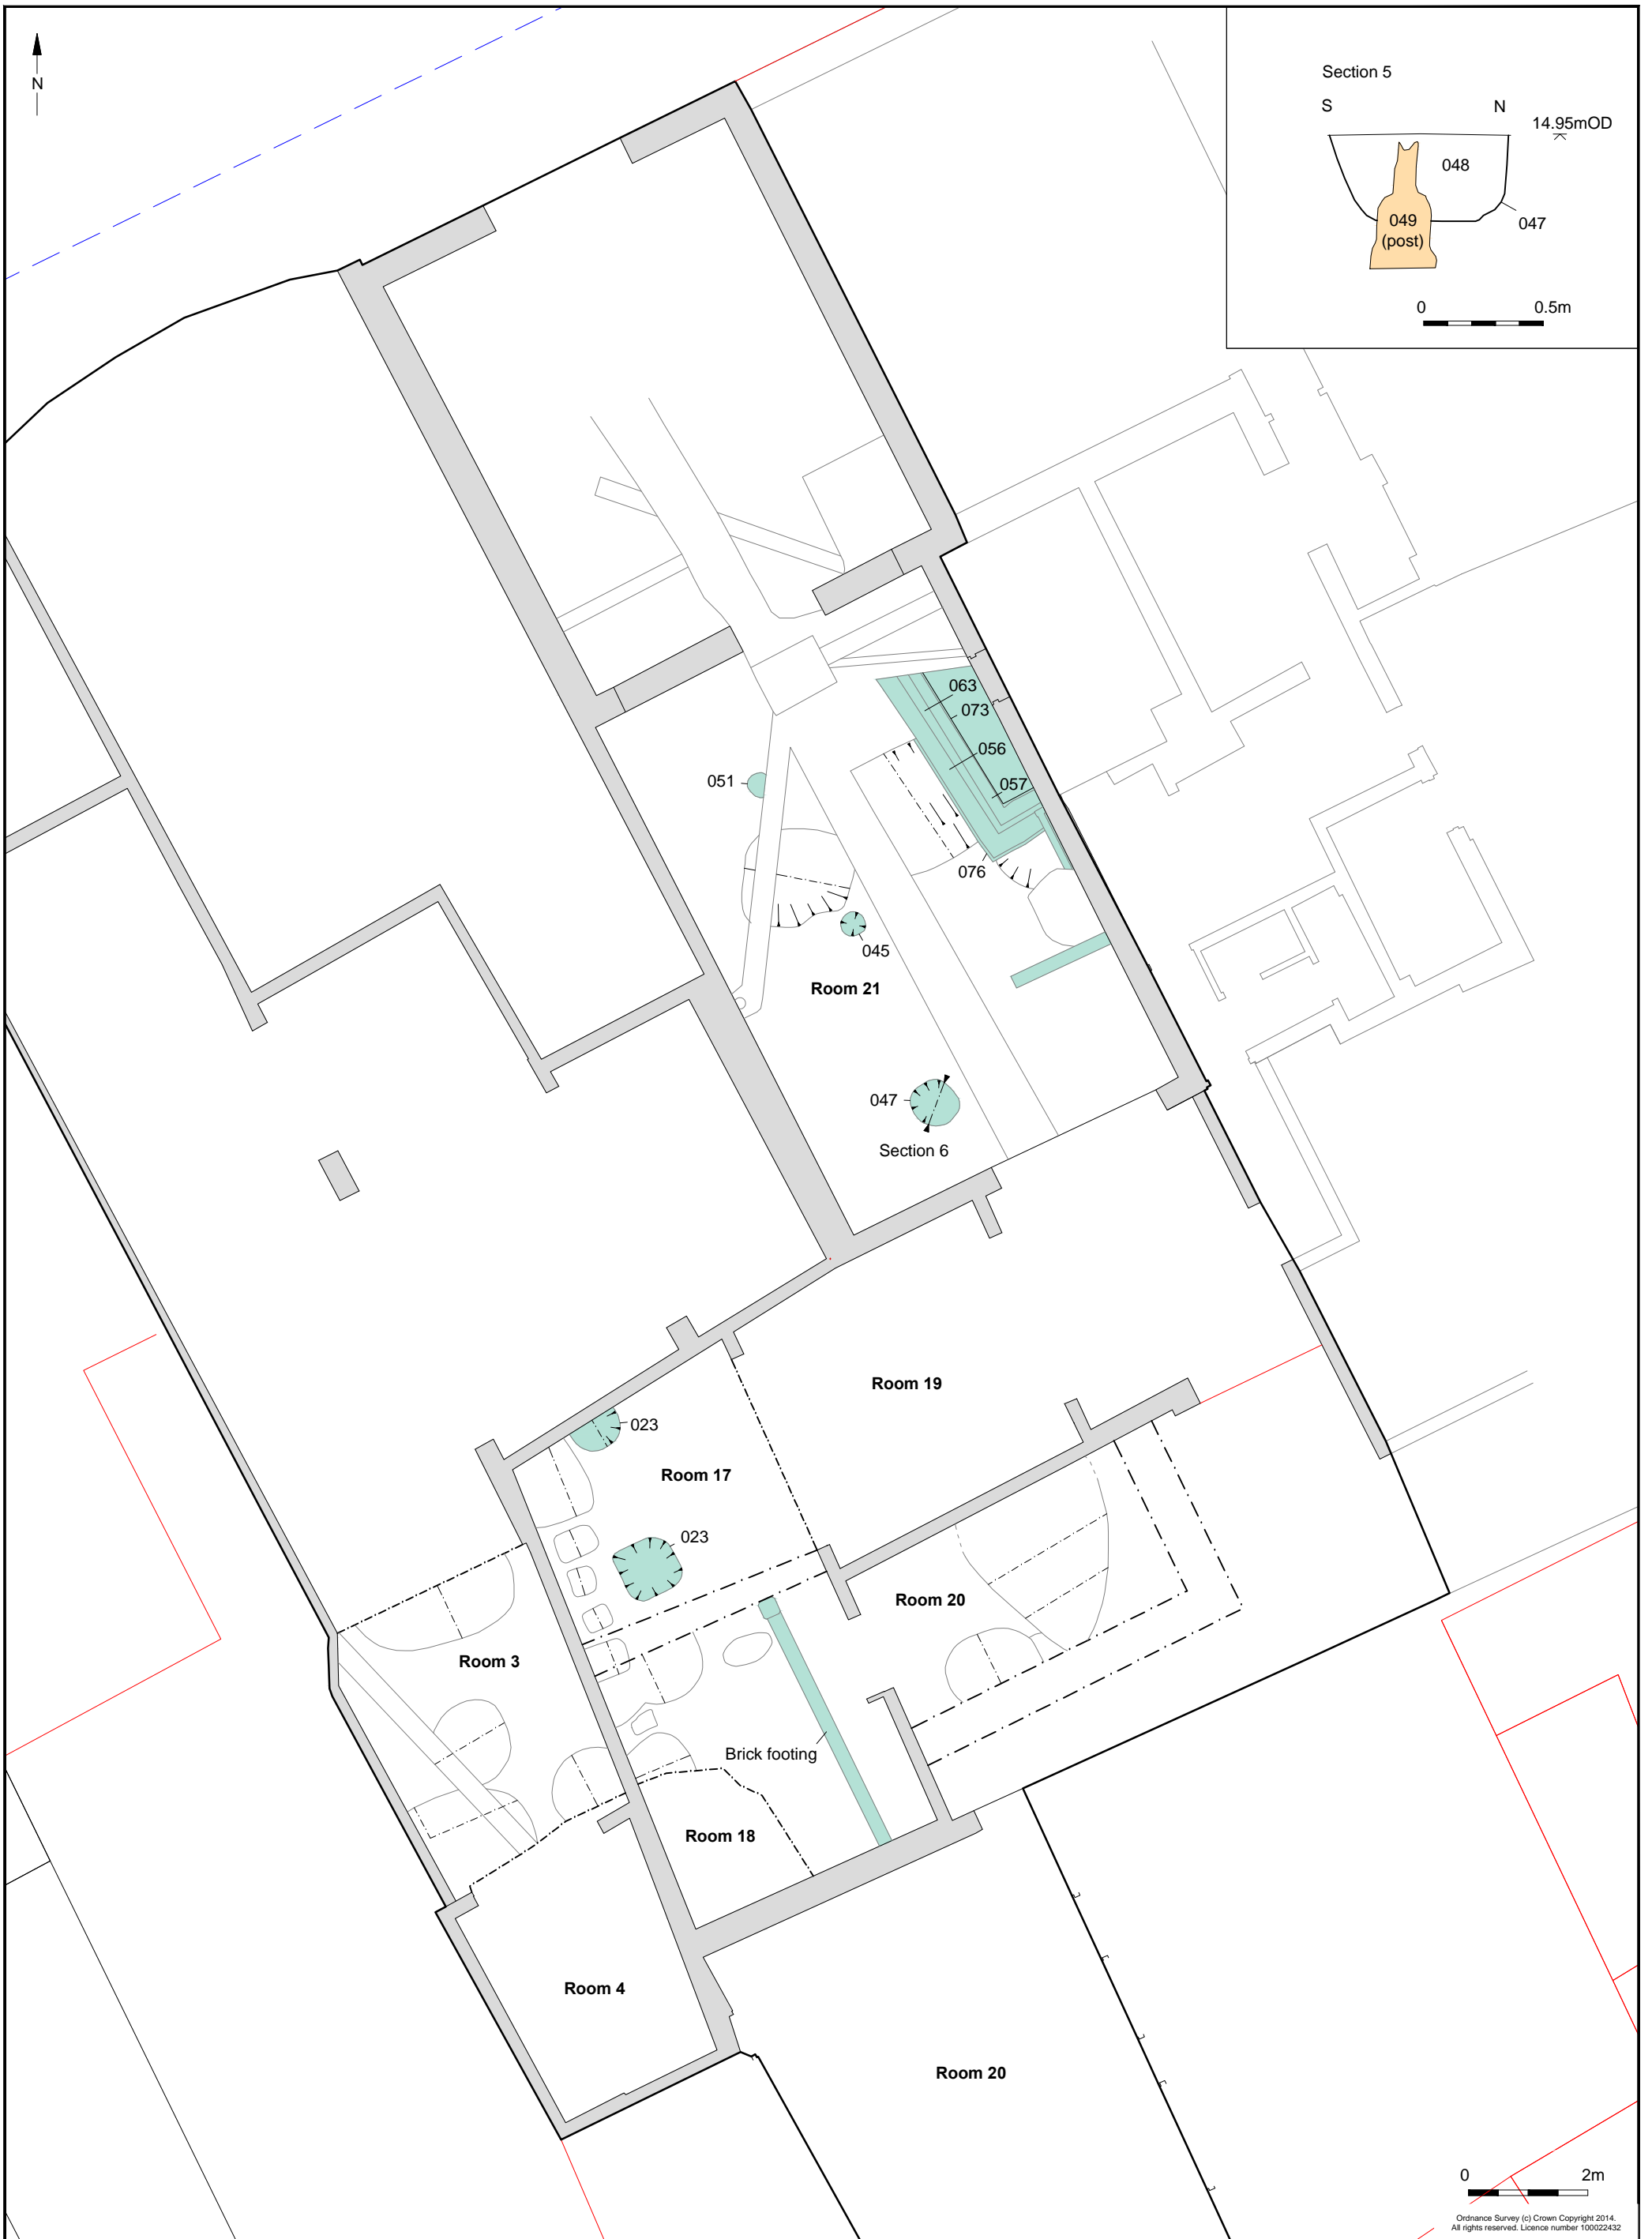 N
Section 5
S N
14.95mOD
048
049
(post)
047
0 0.5m
063
073
056
057
051
076
045
Room 21
047
Section 6
Room 19
023
Room 17
023
Room 20
Room 3
Brick footing
Room 18
Room 4
Room 20
0 2m
Ordnance Survey (c) Crown Copyright 2014.
All rights reserved. Licence number 100022432